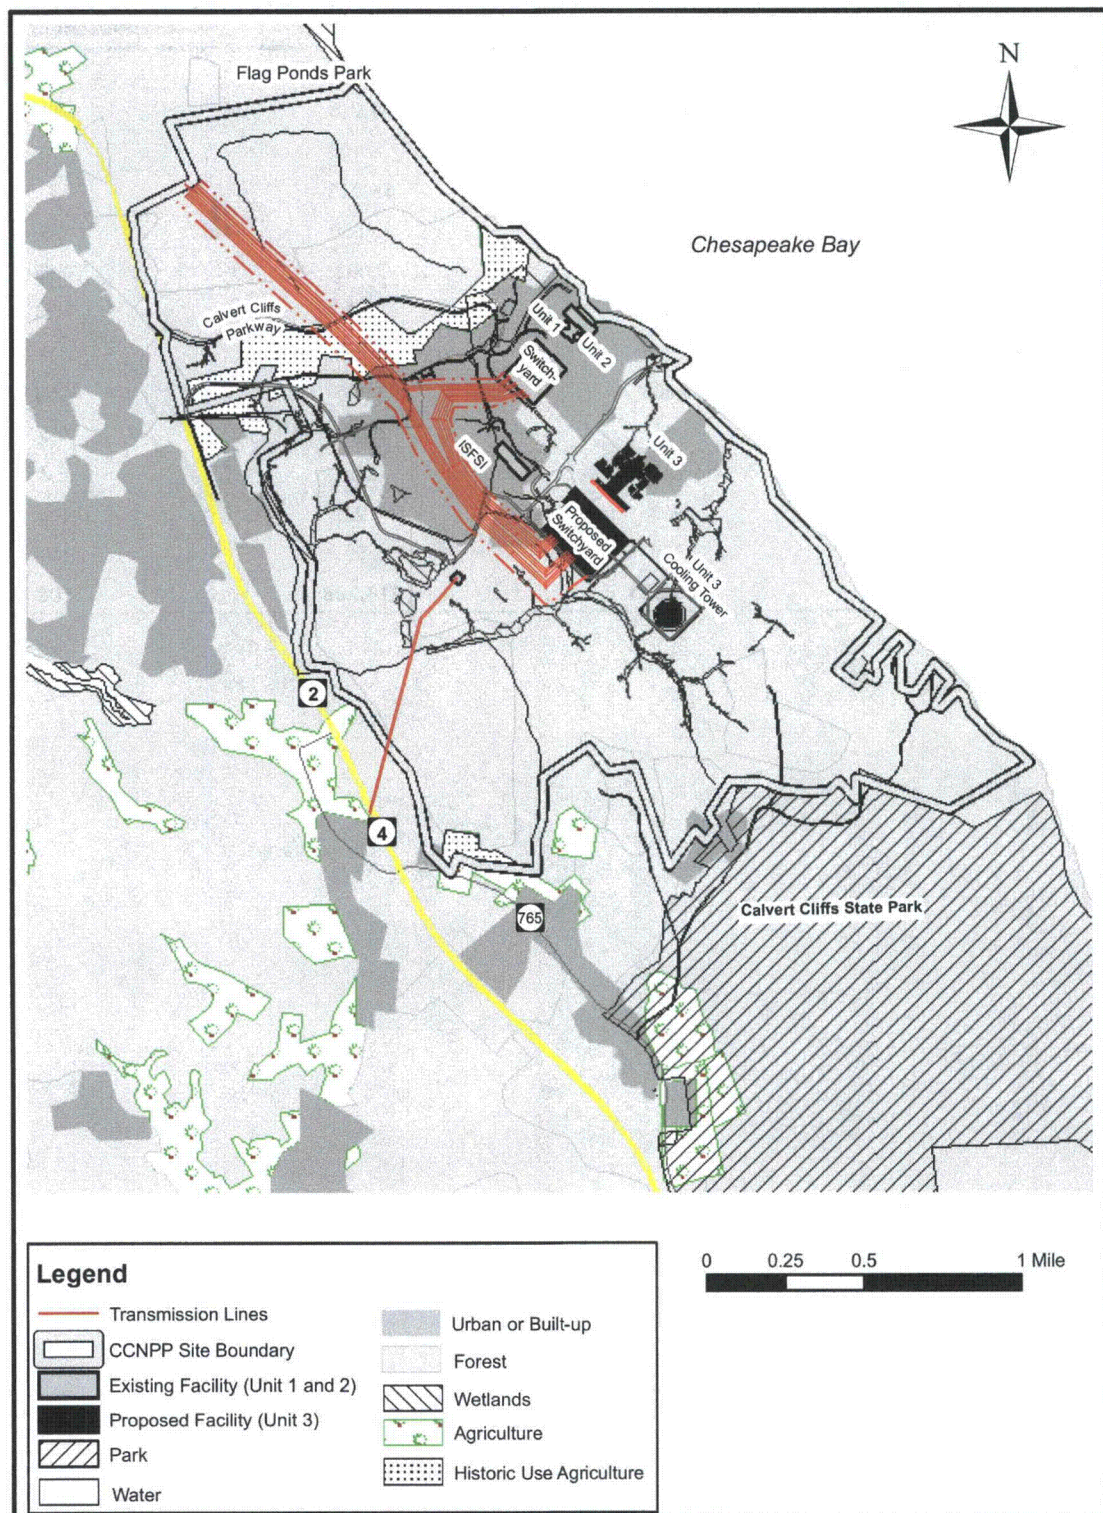 Flag Ponds Park
N
Chesapeake Bay
Calvert Cliffs
Parkway
Unit 1
Unit 2
Switch-
yard
ISFSI
Unit 3
Proposed
Switchyard
Unit 3
Cooling Tower
2
4
765
Calvert Cliffs State Park
Legend
Transmission Lines
CCNPP Site Boundary
Existing Facility (Unit 1 and 2)
Proposed Facility (Unit 3)
Park
Water
Urban or Built-up
Forest
Wetlands
Agriculture
Historic Use Agriculture
0 0.25 0.5 1 Mile